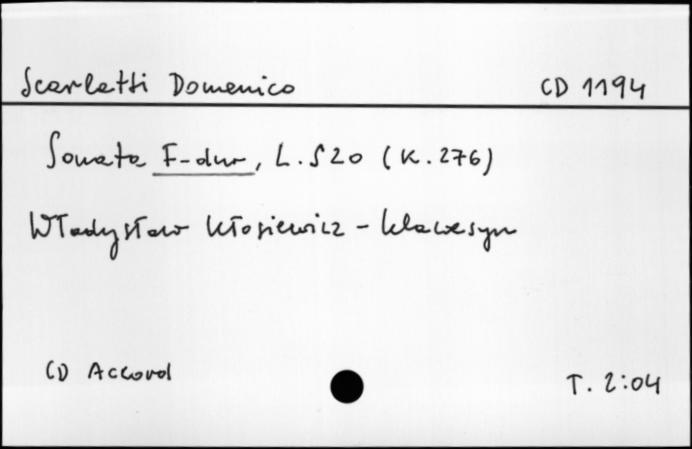 Scarlatti Domenico CD 1194
Sonata F-dur, L. S20 (K. 276)
Władysław Kłosiewicz - klawesyn
CD Accord T. 2:04